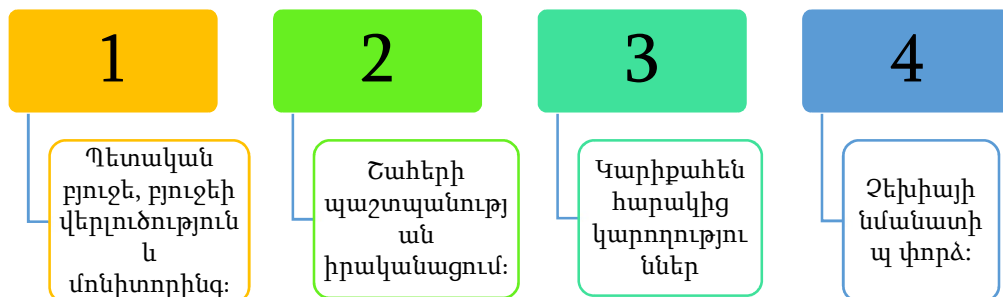 1
Պետական
բյուջե, բյուջեի
վերլուծություն
և
մոնիտորինգ։
2
Շահերի
պաշտպանությ
ան
իրականացում։
3
Կարիքահեն
հարակից
կարողությու
ններ
4
Չեխիայի
նմանատի
պ փորձ։